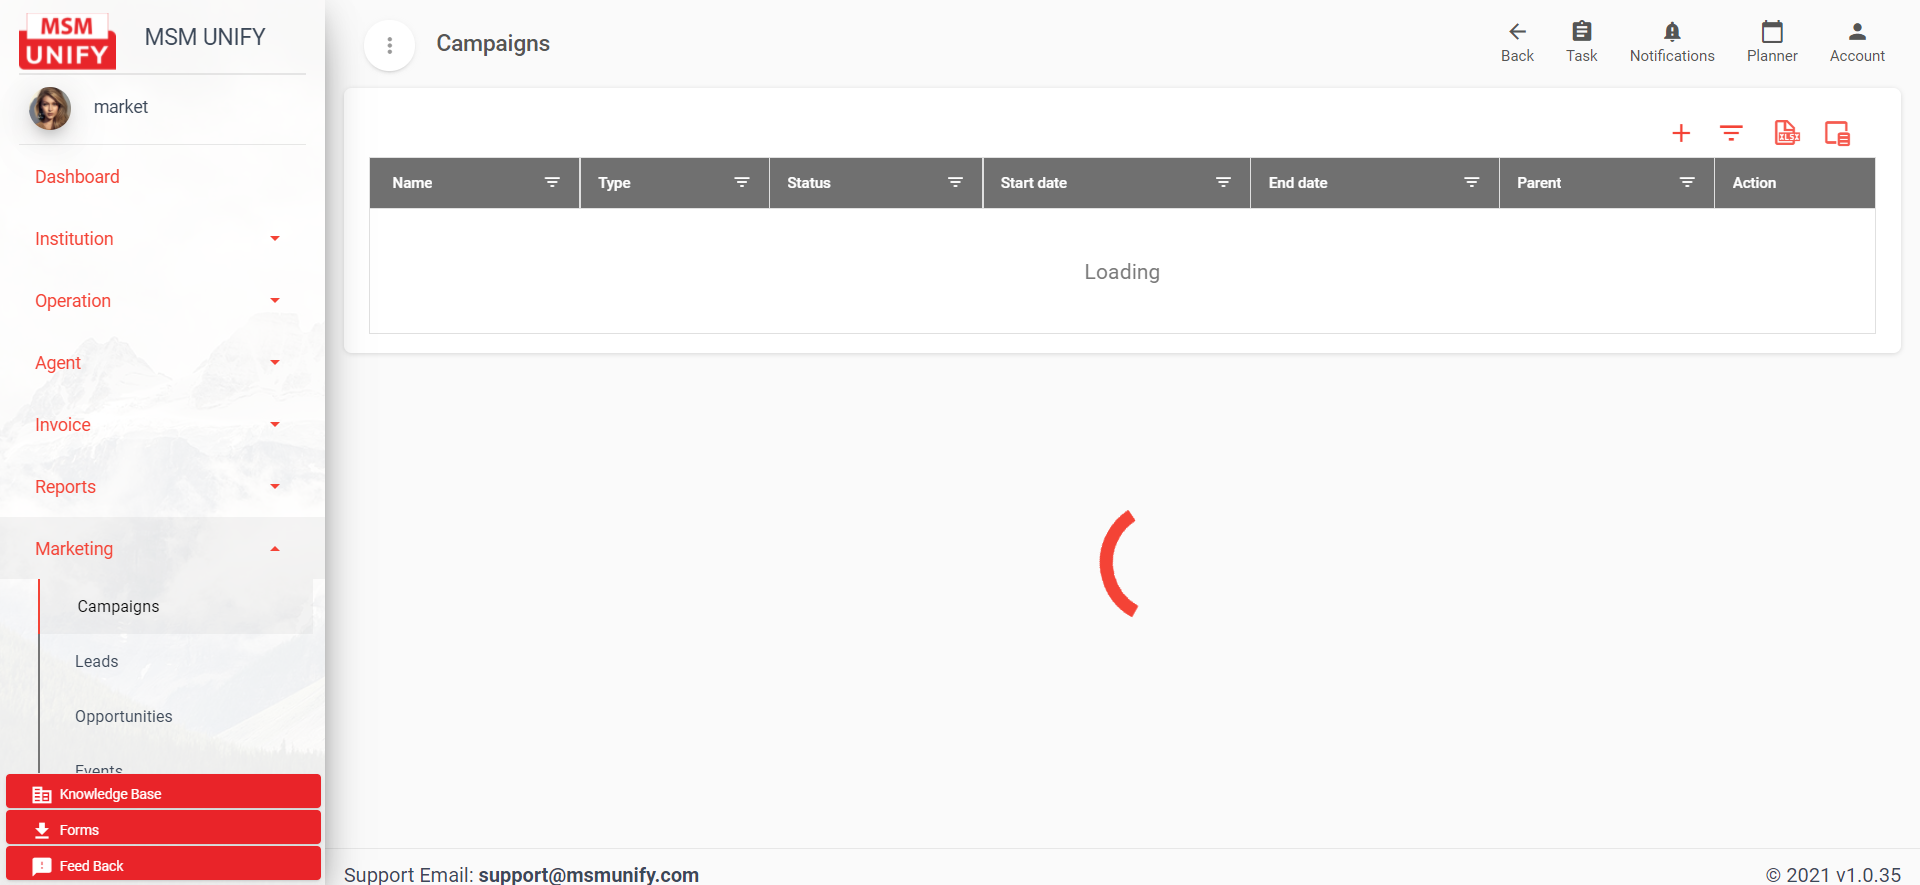 MSM
UNIFY
MSM UNIFY
market
Dashboard
Institution
Operation
Agent
Invoice
Reports
Marketing
Campaigns
Leads
Opportunities
Events
Knowledge Base
Forms
Feed Back
Campaigns
Back
Task
Notifications
Planner
Account
Name
Type
Status
Start date
End date
Parent
Action
Loading
Support Email: support@msmunify.com
© 2021 v1.0.35